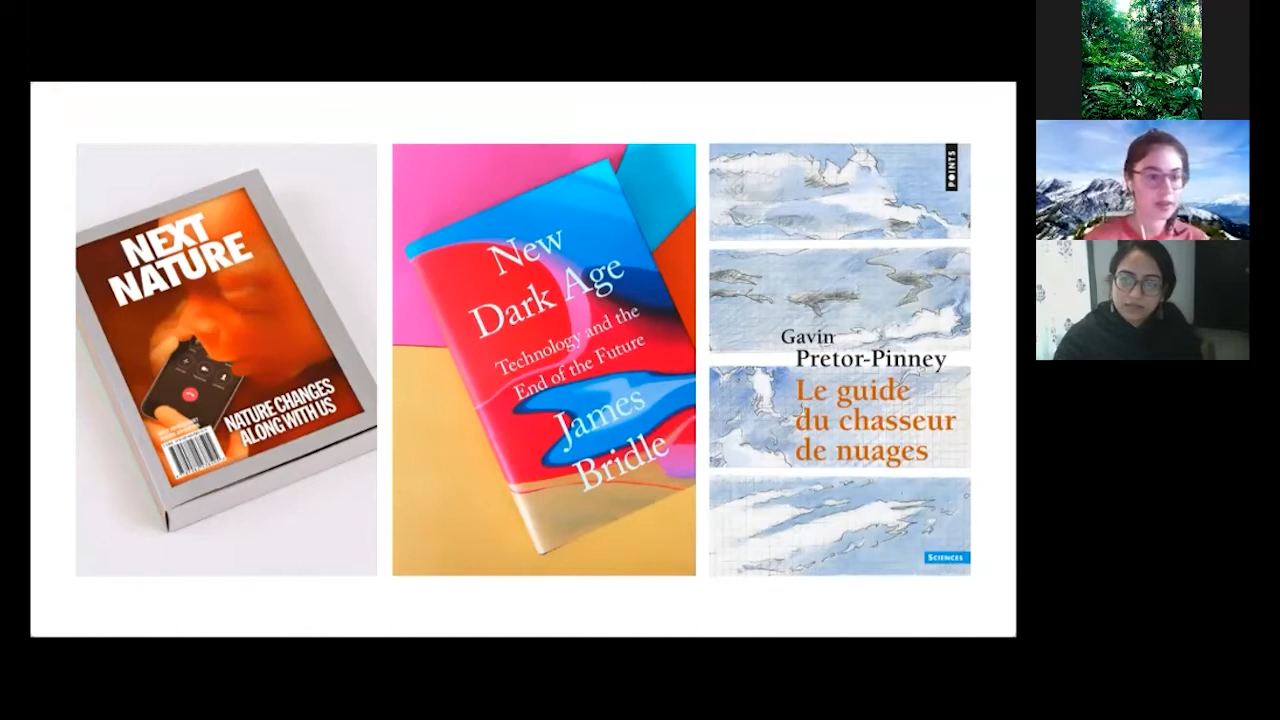 NEXT
NATURE
NATURE CHANGES
ALONG WITH US
New
Dark Age
Technology and the
End of the Future
James
Bridle
POINTS
Gavin
Pretor-Pinney
Le guide
du chasseur
de nuages
SCIENCES